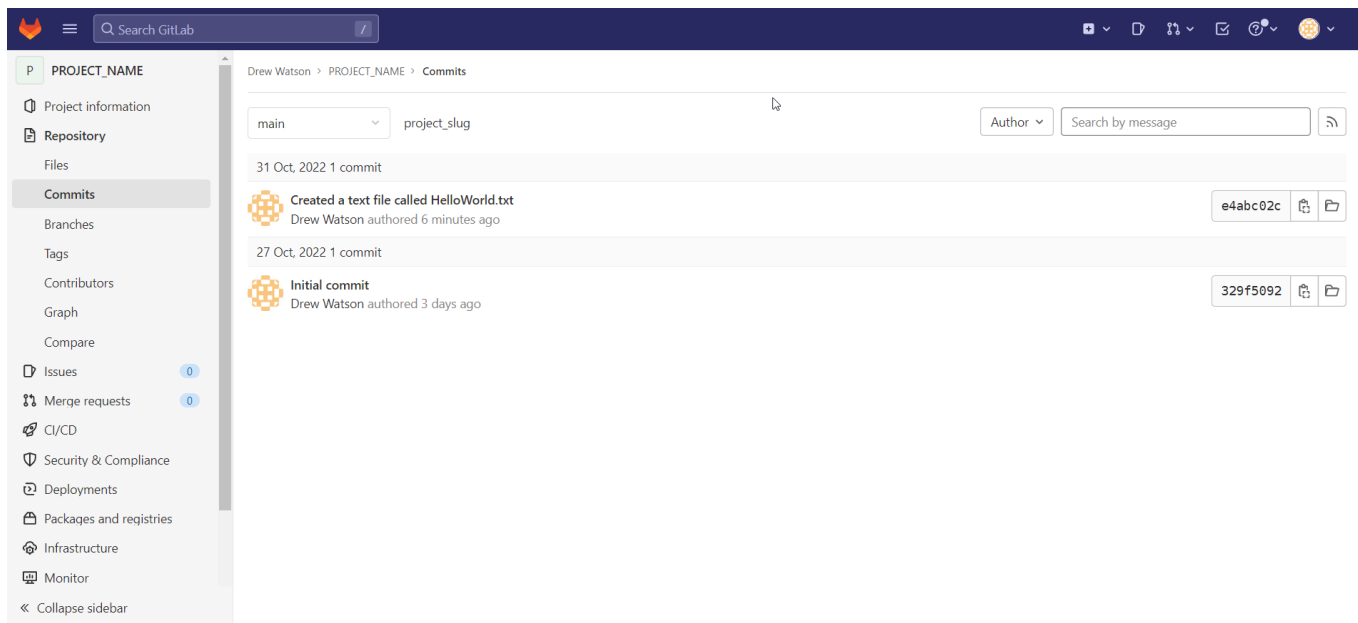 Search GitLab /
P PROJECT_NAME
Project information
Repository
Files
Commits
Branches
Tags
Contributors
Graph
Compare
Issues 0
Merge requests 0
CI/CD
Security & Compliance
Deployments
Packages and registries
Infrastructure
Monitor
Collapse sidebar
Drew Watson › PROJECT_NAME › Commits
main project_slug Author Search by message
31 Oct, 2022 1 commit
Created a text file called HelloWorld.txt
Drew Watson authored 6 minutes ago e4abc02c
27 Oct, 2022 1 commit
Initial commit
Drew Watson authored 3 days ago 329f5092